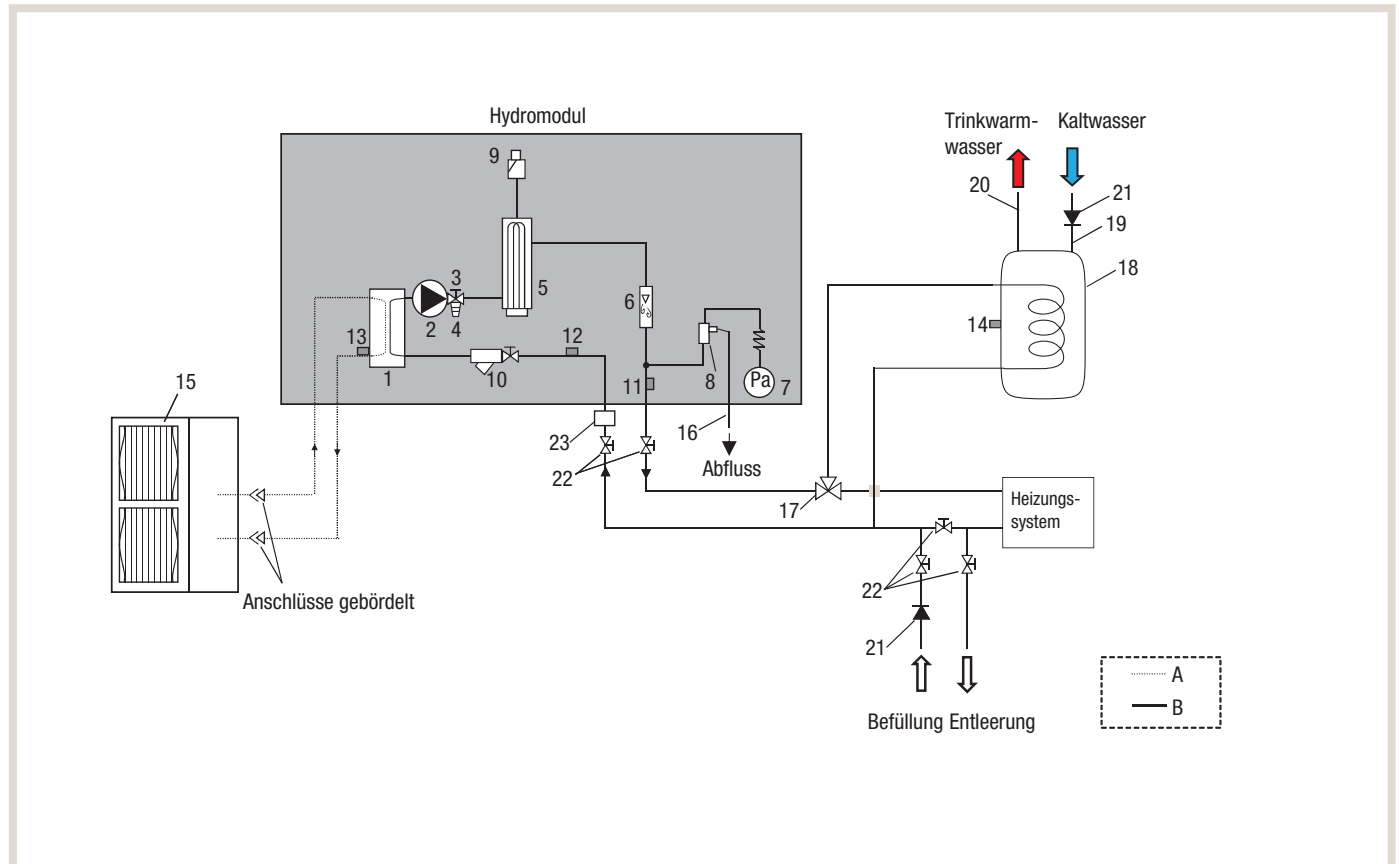 Hydromodul
Trinkwarm-
wasser
Kaltwasser
9
20
21
19
18
3
5
6
13
2
4
12
14
1
10
11
8
Pa
7
15
23
16
22
Abfluss
17
Heizungs-
system
Anschlüsse gebördelt
22
21
A
B
Befüllung Entleerung